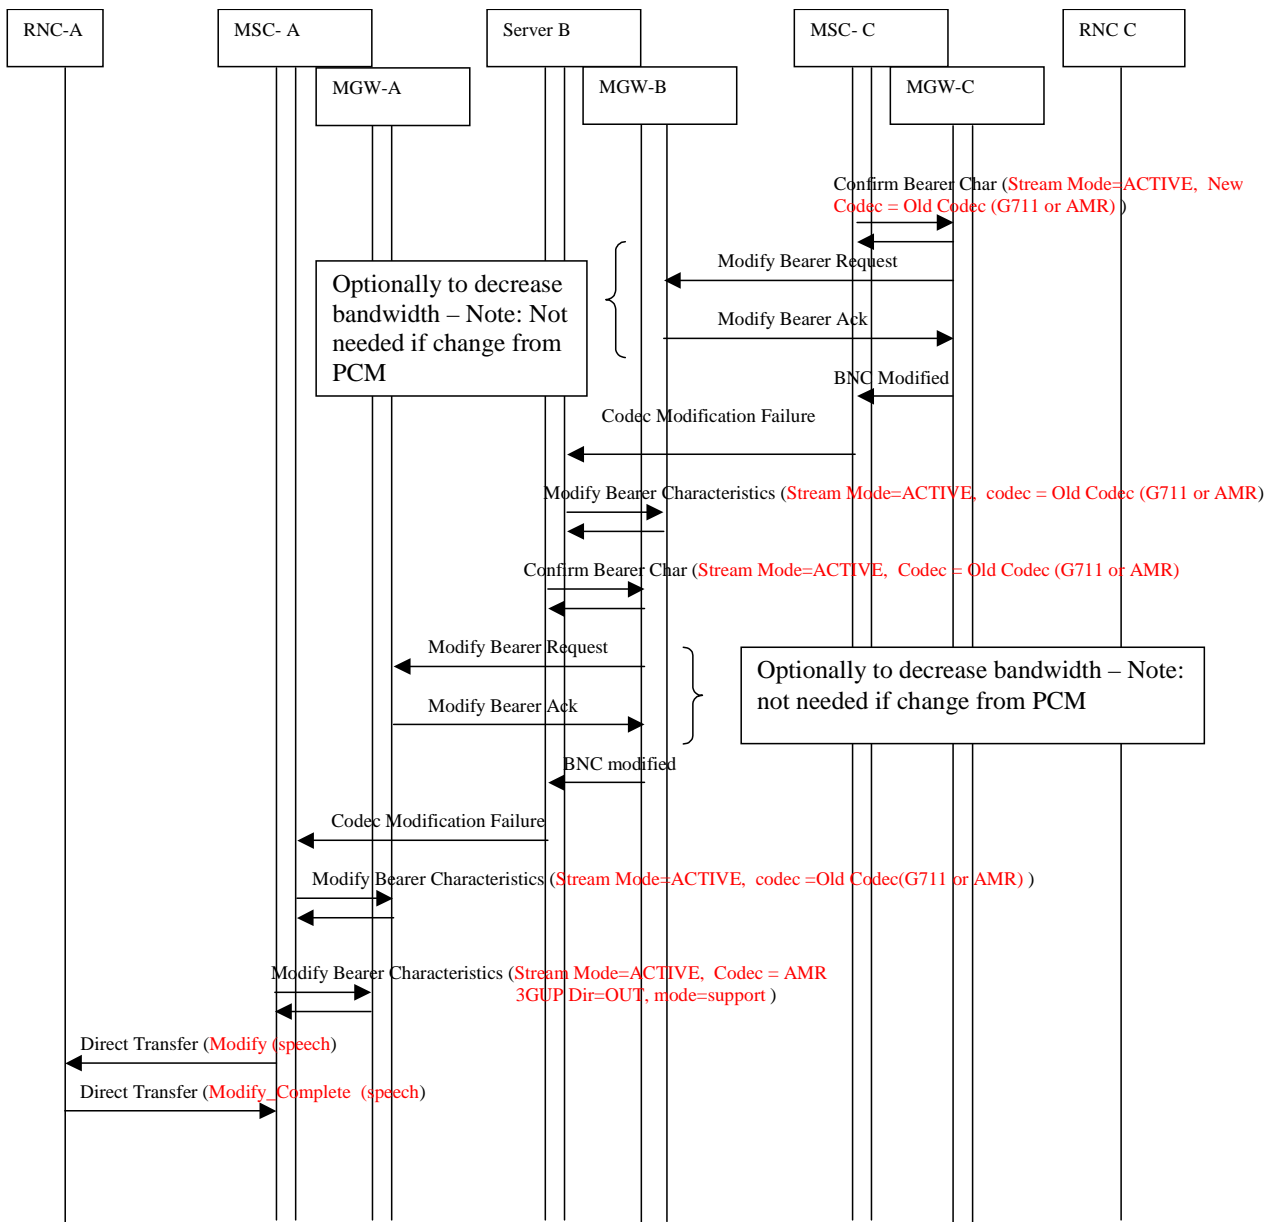 RNC-A
MSC- A
Server B
MSC- C
RNC C
MGW-A
MGW-B
MGW-C
Confirm Bearer Char (Stream Mode=ACTIVE,  New
Codec = Old Codec (G711 or AMR) )
Modify Bearer Request
Optionally to decrease
bandwidth – Note: Not
needed if change from
PCM
Modify Bearer Ack
BNC Modified
Codec Modification Failure
Modify Bearer Characteristics (Stream Mode=ACTIVE,  codec = Old Codec (G711 or AMR)
Confirm Bearer Char (Stream Mode=ACTIVE,  Codec = Old Codec (G711 or AMR)
Modify Bearer Request
Optionally to decrease bandwidth – Note:
not needed if change from PCM
Modify Bearer Ack
BNC modified
Codec Modification Failure
Modify Bearer Characteristics (Stream Mode=ACTIVE,  codec =Old Codec(G711 or AMR) )
Modify Bearer Characteristics (Stream Mode=ACTIVE,  Codec = AMR
3GUP Dir=OUT, mode=support )
Direct Transfer (Modify (speech)
Direct Transfer (Modify_Complete  (speech)